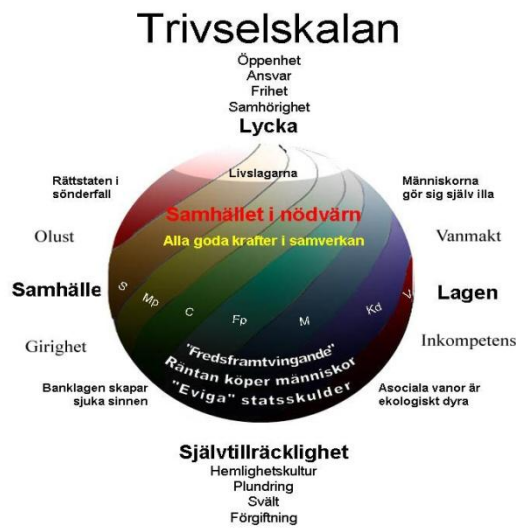 Trivselskalan
Öppenhet
Ansvar
Frihet
Samhörighet
Lycka
Livslagarna
Rättstaten i
sönderfall
Människorna
gör sig själv illa
Samhället i nödvärn
Alla goda krafter i samverkan
Olust
Vanmakt
Samhälle
Lagen
S
Mp
C
Fp
M
Kd
V
Girighet
Inkompetens
"Fredsframtvingande"
Räntan köper människor
"Eviga" statsskulder
Banklagen skapar
sjuka sinnen
Asociala vanor är
ekologiskt dyra
Självtillräcklighet
Hemlighetskultur
Plundring
Svält
Förgiftning